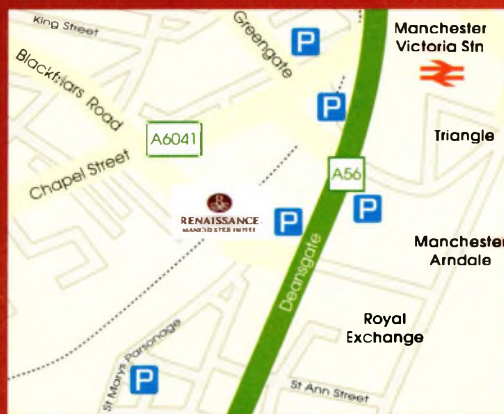 King Street
Greengate
P
Manchester
Victoria Stn
Blackfriars Road
P
A6041
Triangle
Chapel Street
A56
P
RENAISSANCE
MANCHESTER HOTEL
P
Deansgate
Manchester
Arndale
Royal
Exchange
St Marys Parsonage
P
St Ann Street